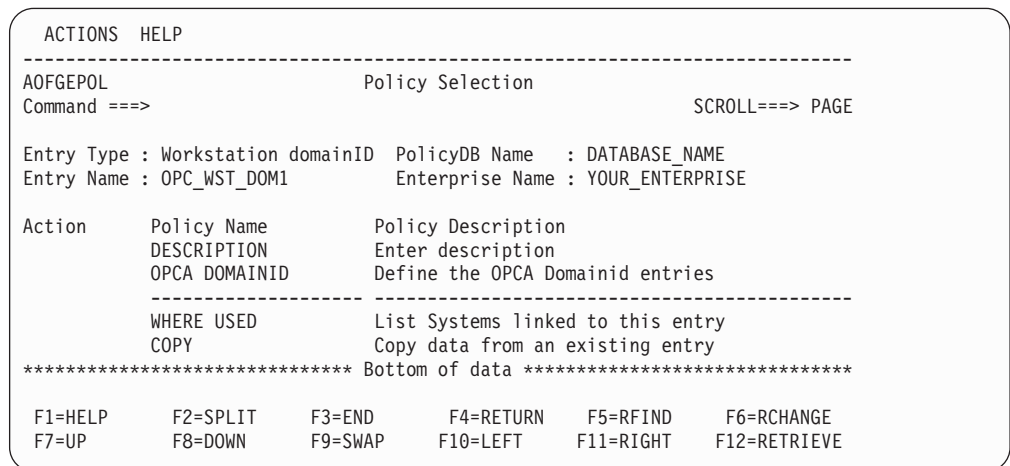 ACTIONS HELP
-------------------------------------------------------------------------------
AOFGEPOL Policy Selection
Command ===> SCROLL===> PAGE
Entry Type : Workstation domainID PolicyDB Name : DATABASE_NAME
Entry Name : OPC_WST_DOM1 Enterprise Name : YOUR_ENTERPRISE
Action Policy Name Policy Description
DESCRIPTION Enter description
OPCA DOMAINID Define the OPCA Domainid entries
-------------------- ---------------------------------------------
WHERE USED List Systems linked to this entry
COPY Copy data from an existing entry
******************************* Bottom of data *******************************
F1=HELP F2=SPLIT F3=END F4=RETURN F5=RFIND F6=RCHANGE
F7=UP F8=DOWN F9=SWAP F10=LEFT F11=RIGHT F12=RETRIEVE